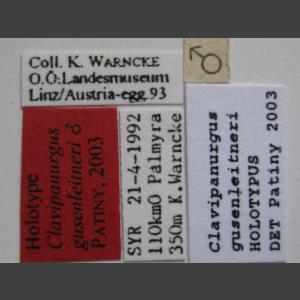 Coll. K. WARNCKE
O.Ö.Landesmuseum
Linz/Austria-egg.93
♂
Holotype
Clavipanurgus
gusenleitneri ♂
PATINY, 2003
SYR 21-4-1992
110kmO Palmyra
350m K.Warncke
Clavipanurgus
gusenleitneri
HOLOTYPUS
DET Patiny 2003